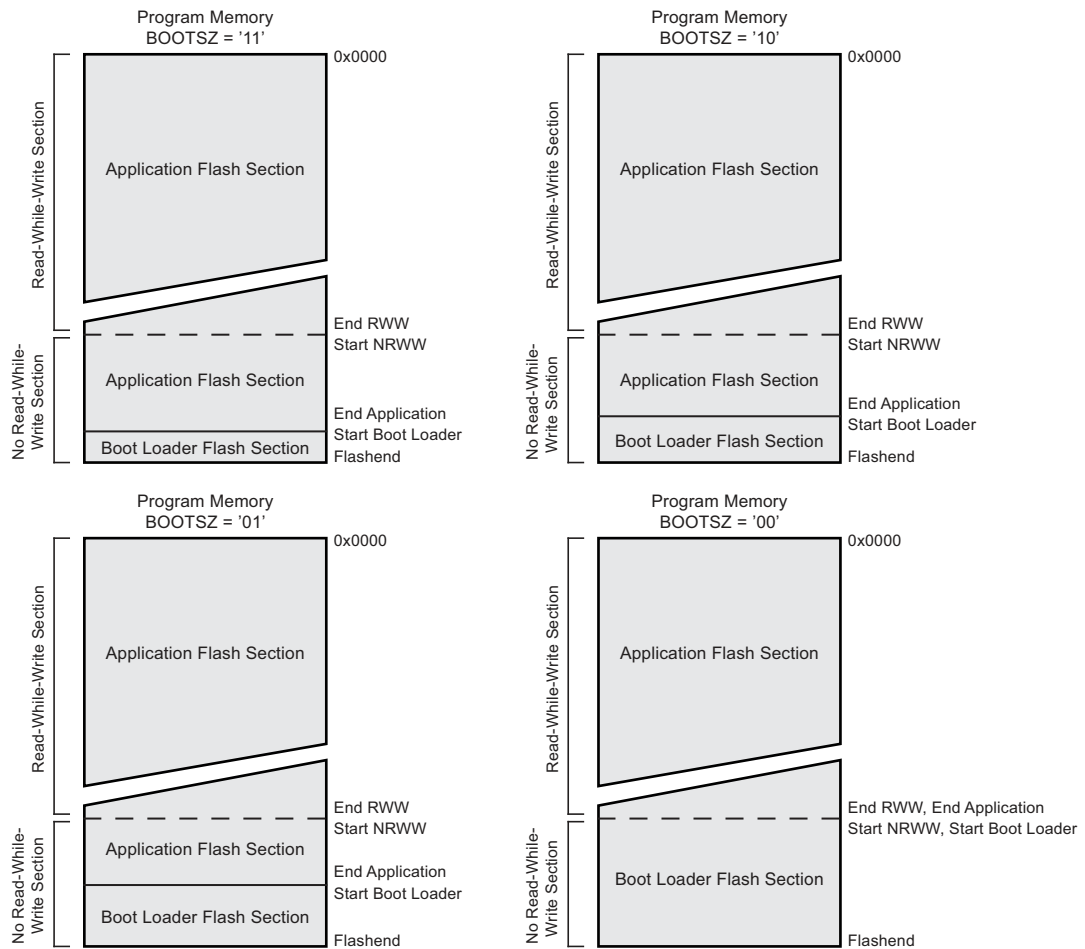 Program Memory
BOOTSZ = '11'
0x0000
Read-While-Write Section
Application Flash Section
End RWW
Start NRWW
No Read-While-
Write Section
Application Flash Section
End Application
Start Boot Loader
Boot Loader Flash Section
Flashend
Program Memory
BOOTSZ = '10'
0x0000
Read-While-Write Section
Application Flash Section
End RWW
Start NRWW
No Read-While-
Write Section
Application Flash Section
End Application
Start Boot Loader
Boot Loader Flash Section
Flashend
Program Memory
BOOTSZ = '01'
0x0000
Read-While-Write Section
Application Flash Section
End RWW
Start NRWW
No Read-While-
Write Section
Application Flash Section
End Application
Start Boot Loader
Boot Loader Flash Section
Flashend
Program Memory
BOOTSZ = '00'
0x0000
Read-While-Write Section
Application Flash Section
End RWW, End Application
Start NRWW, Start Boot Loader
No Read-While-
Write Section
Boot Loader Flash Section
Flashend